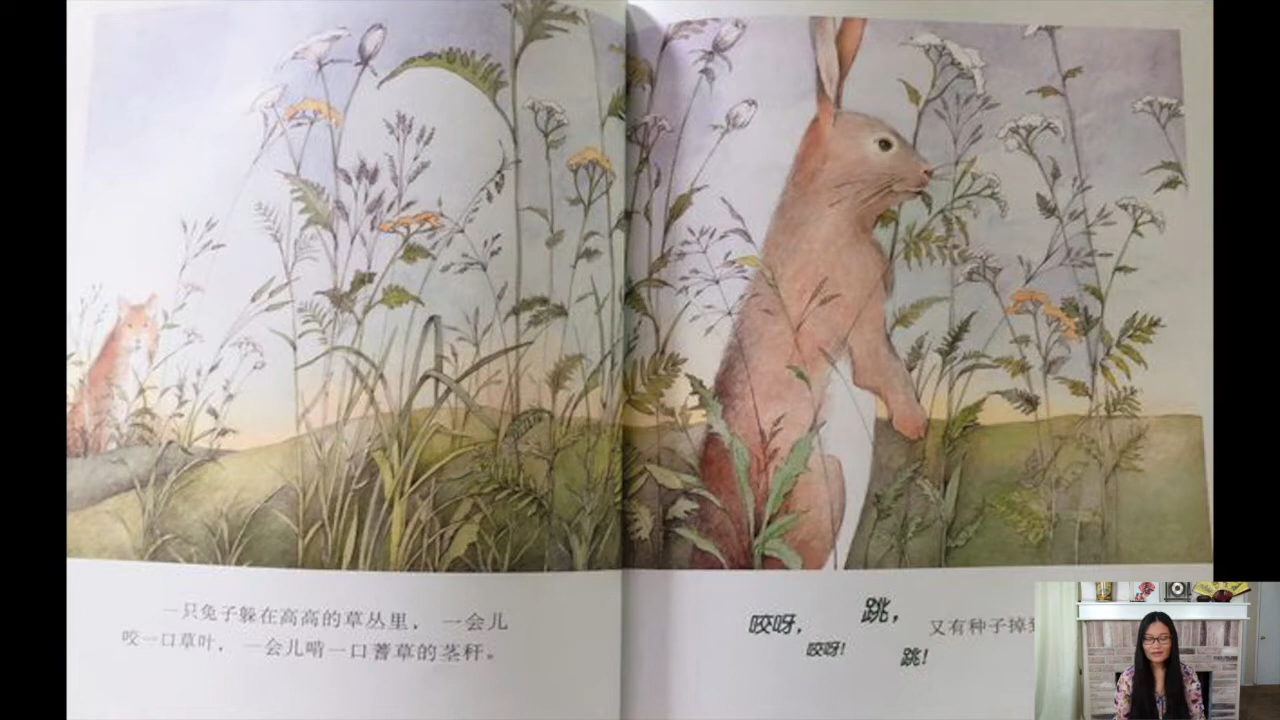 一只兔子躲在高高的草丛里，一会儿
咬一口草叶，一会儿啃一口蓍草的茎秆。
咬呀，
跳，
咬呀！
跳！
又有种子掉